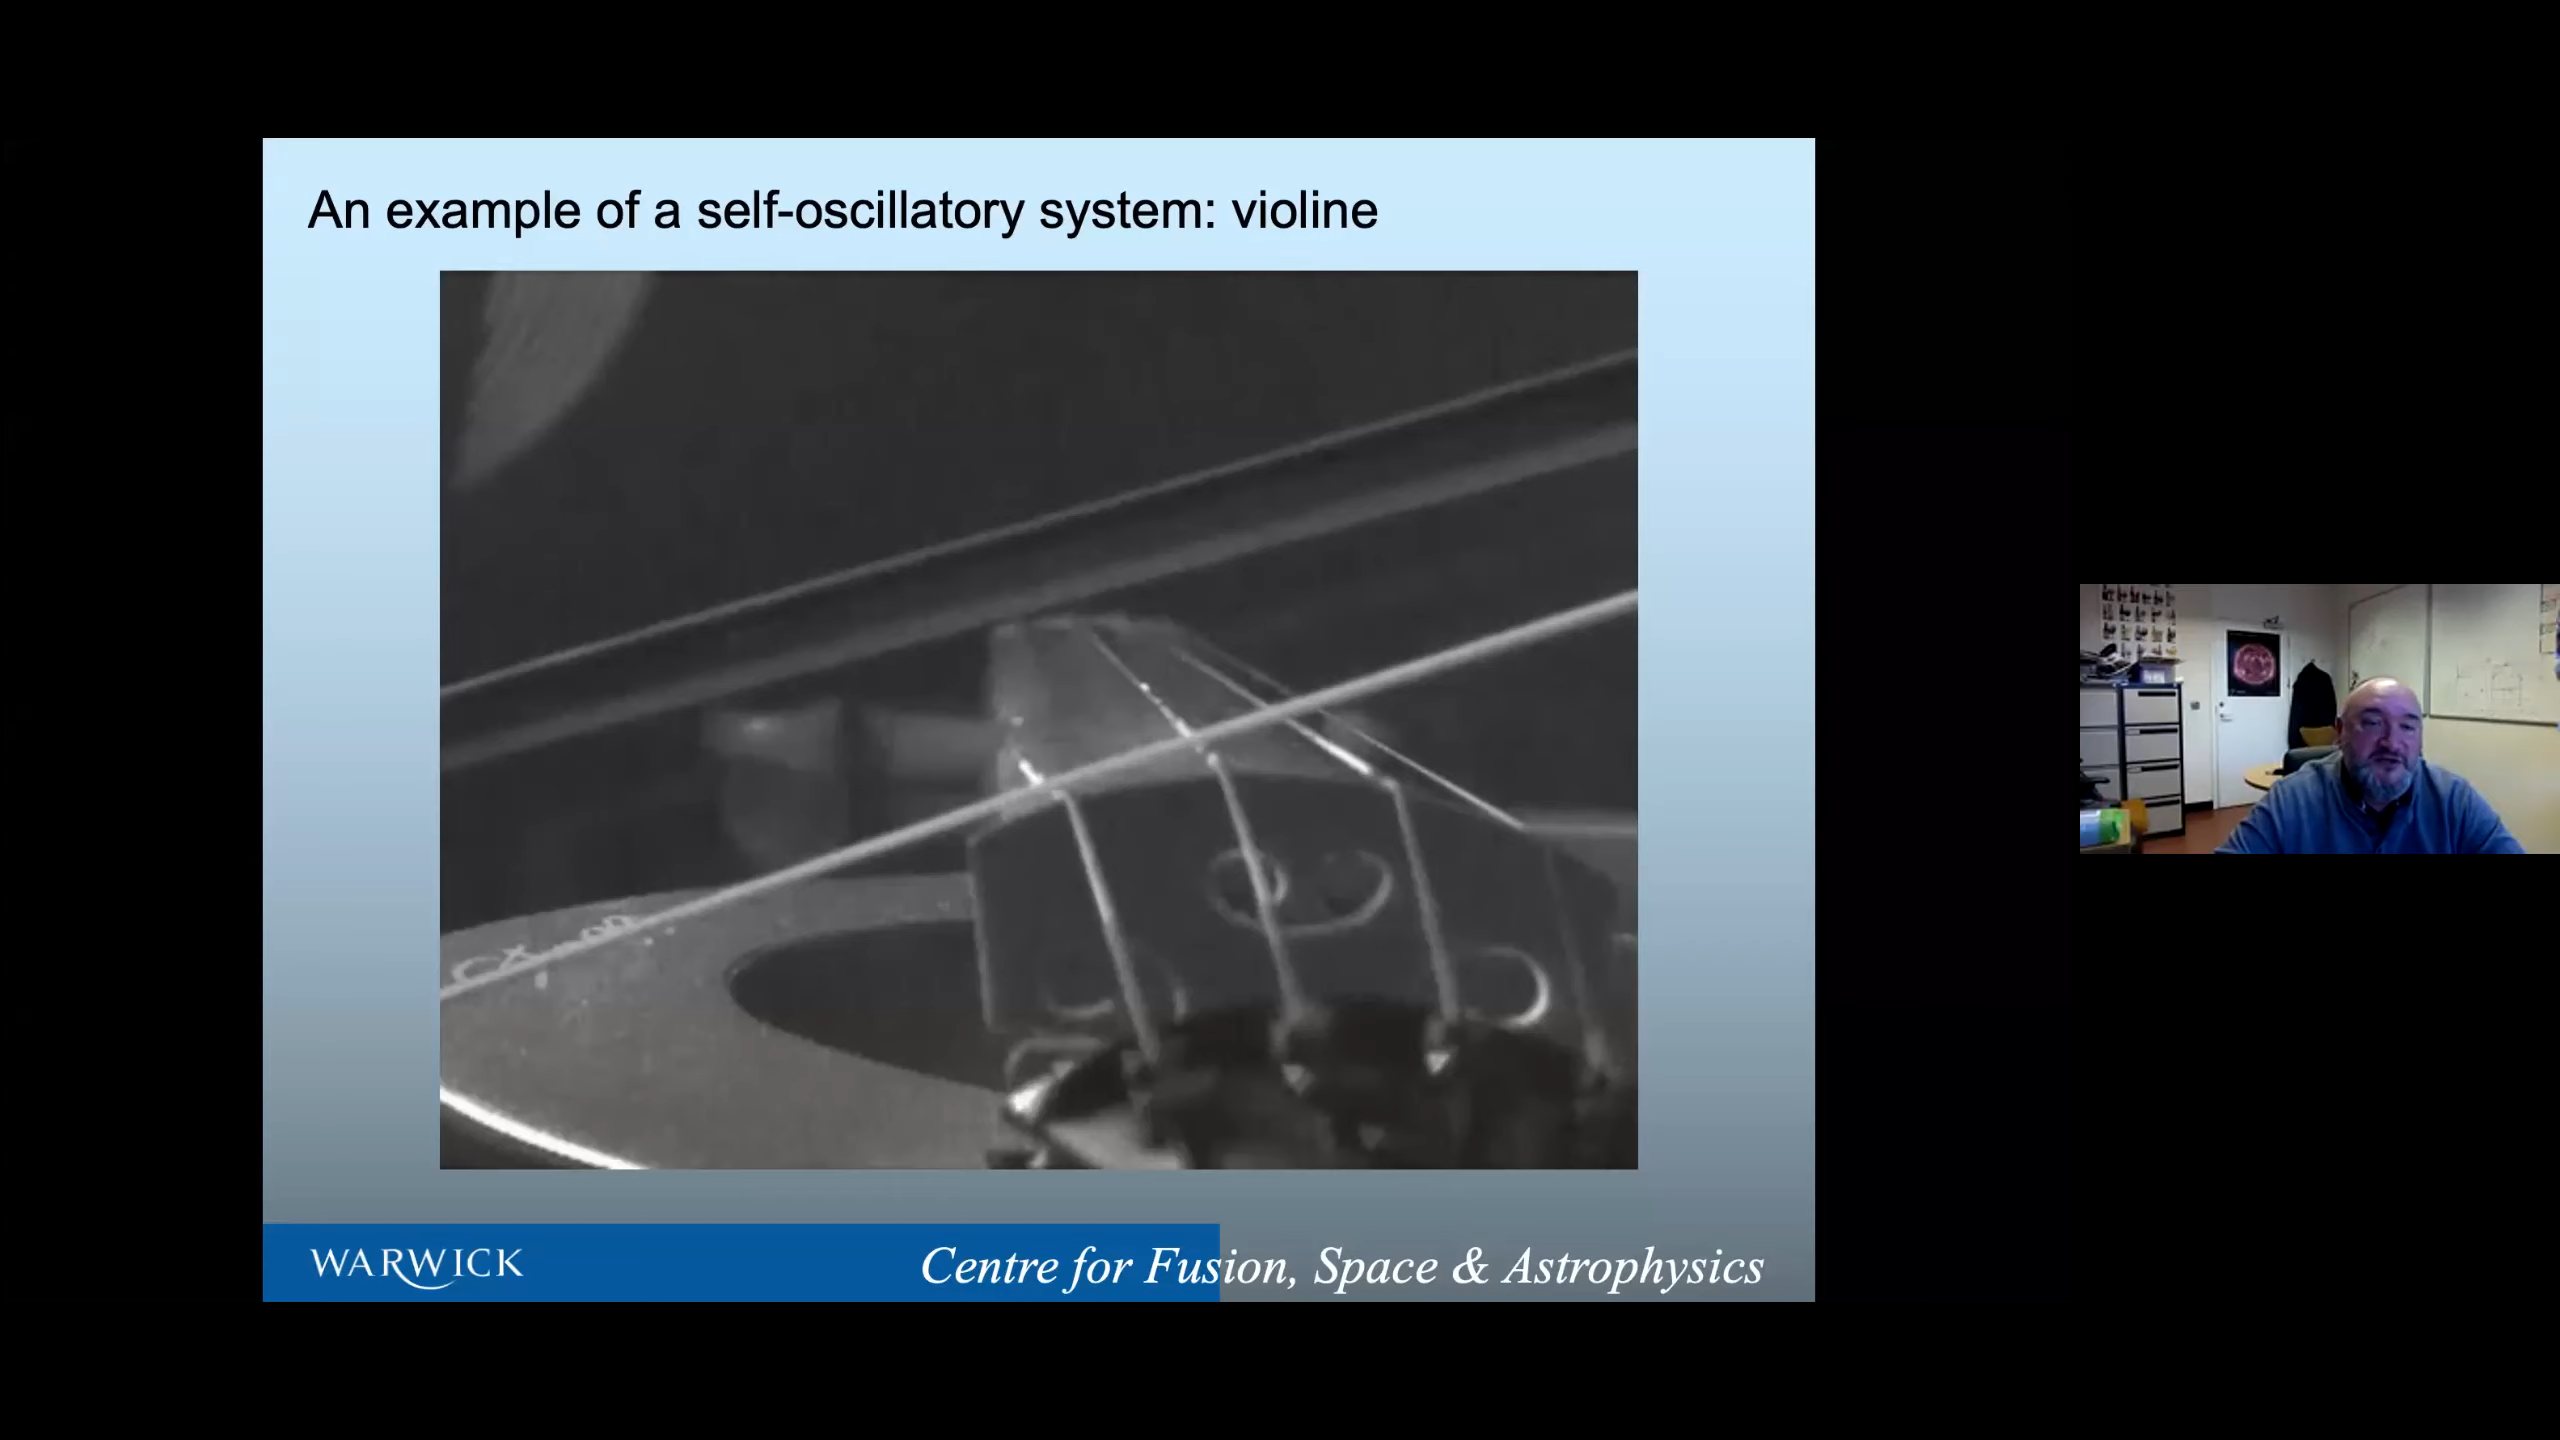 An example of a self-oscillatory system: violine
WARWICK
Centre for Fusion, Space & Astrophysics